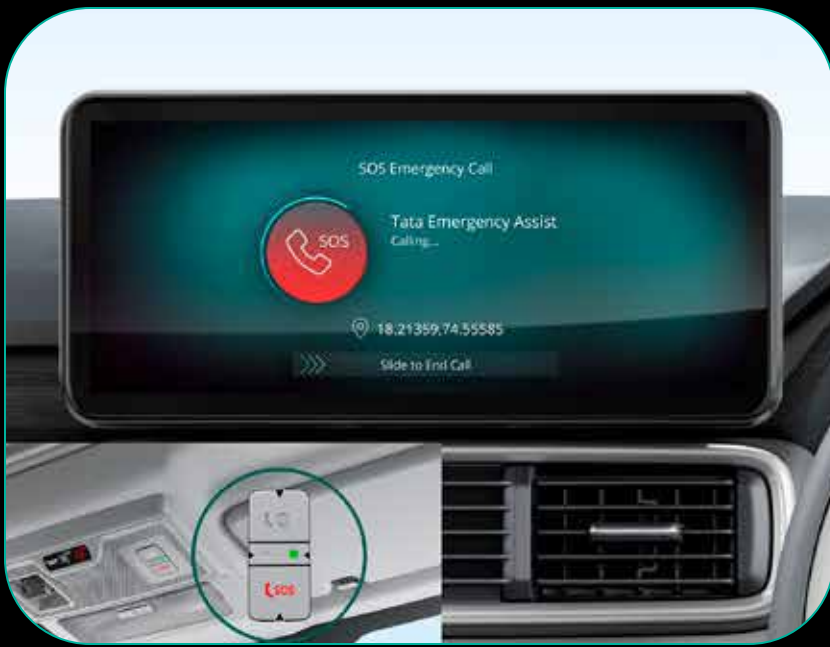 SOS Emergency Call
SOS
Tata Emergency Assist
Calling...
18.21359,74.55585
Slide to End Call
SOS